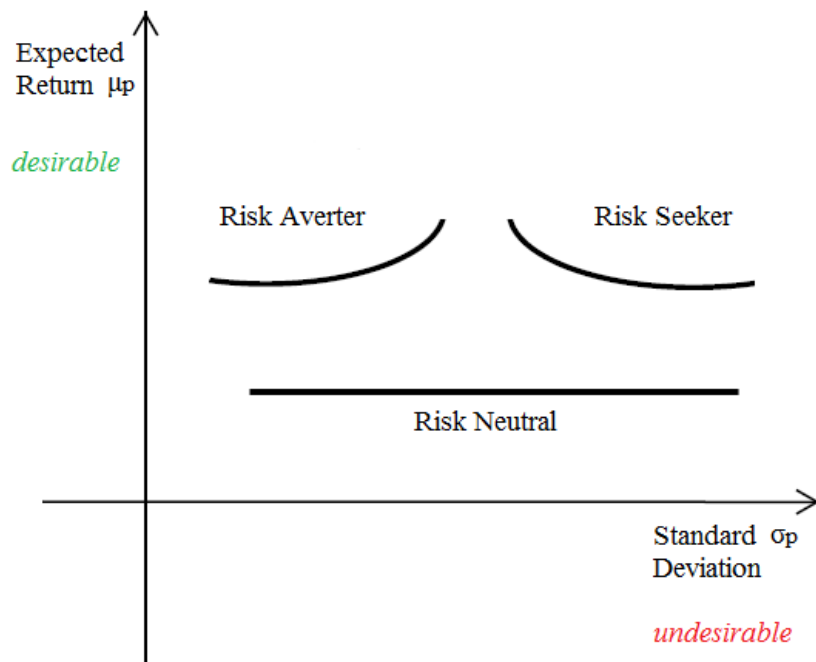 Expected
Return μp
desirable
Risk Averter
Risk Seeker
Risk Neutral
Standard σp
Deviation
undesirable